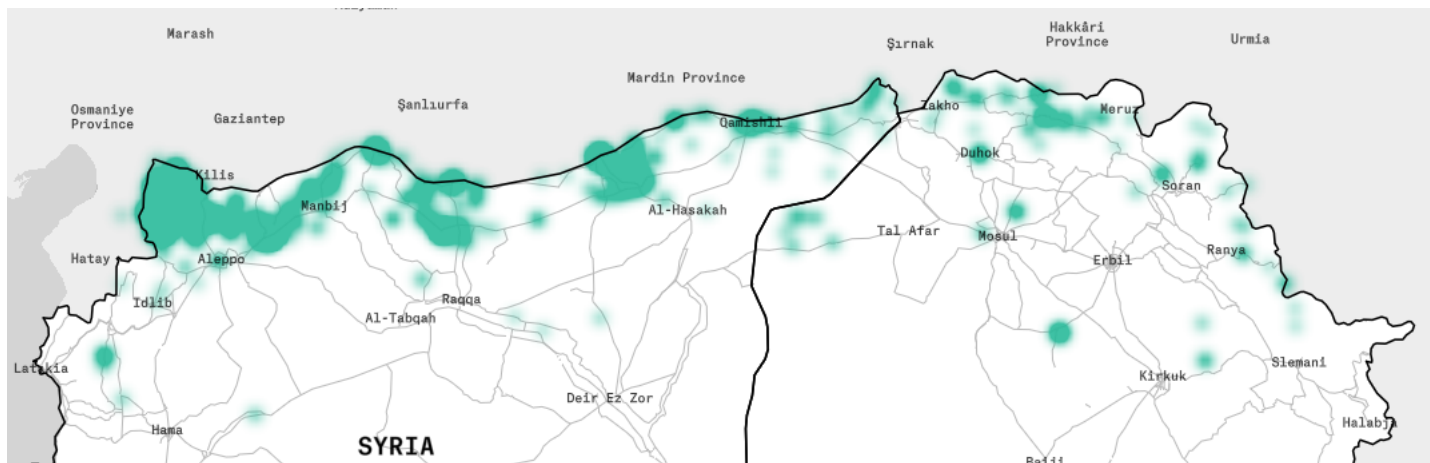 Marash
Hakkâri
Province
Şırnak
Urmia
Mardin Province
Osmaniye
Province
Şanlıurfa
Gaziantep
Zakho
Meruz
Qamishli
Duhok
Kilis
Soran
Manbij
Al-Hasakah
Tal Afar
Mosul
Hatay
Aleppo
Ranya
Erbil
Idlib
Raqqa
Al-Tabqah
Latakia
Slemani
Kirkuk
Deir Ez Zor
Hama
Halabja
SYRIA